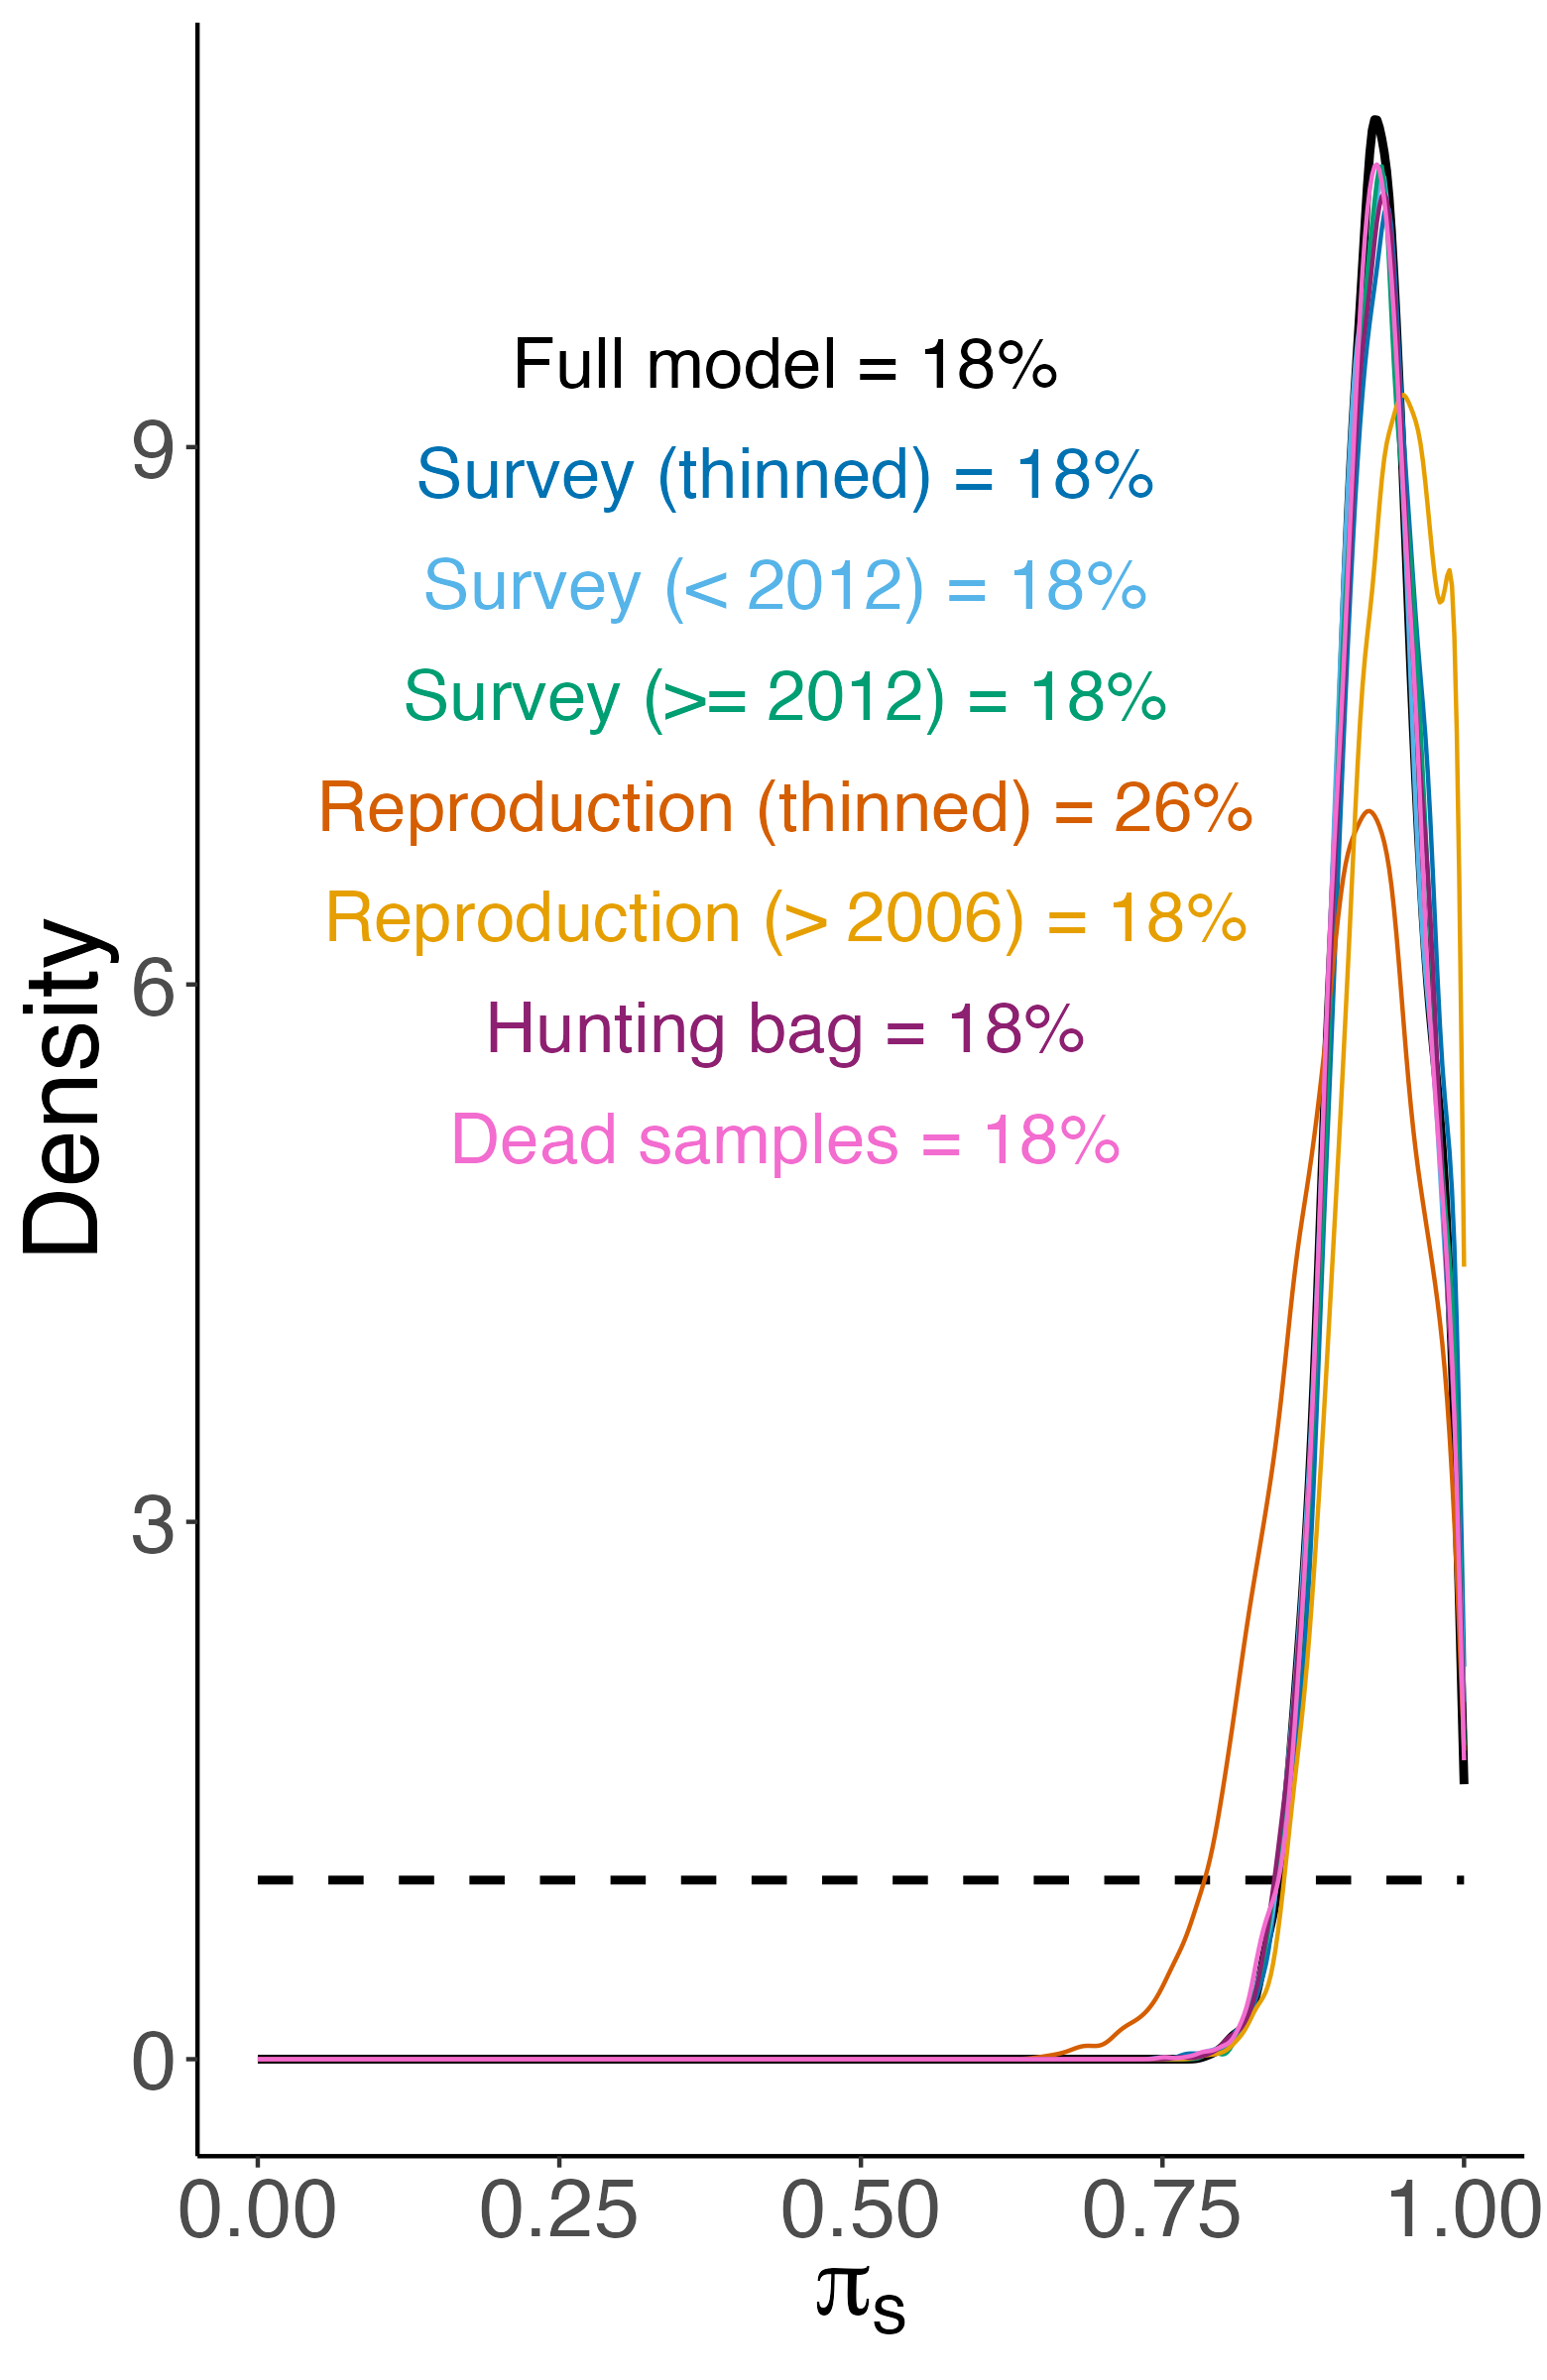 Full model = 18%
9
Survey (thinned) = 18%
Survey (< 2012) = 18%
Survey (>= 2012) = 18%
Reproduction (thinned) = 26%
Reproduction (> 2006) = 18%
6
Hunting bag = 18%
Dead samples = 18%
Density
3
0
0.00 0.25 0.50 0.75 1.00
πs